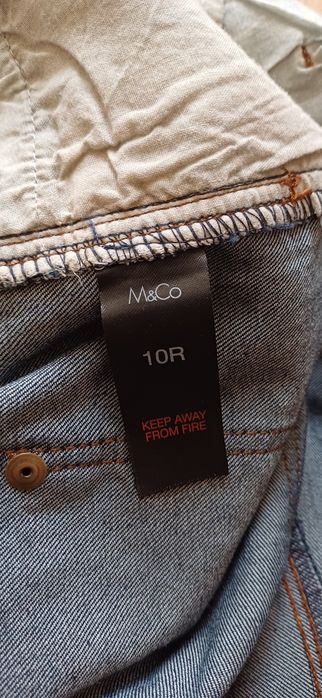 M&Co
10R
KEEP AWAY
FROM FIRE